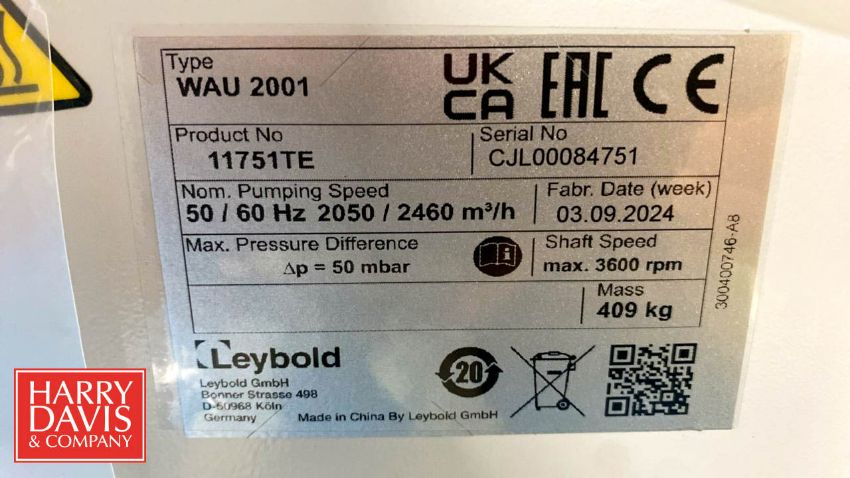 Type
WAU 2001
UK
CA
EAC
CE
Product No
Serial No
11751TE
CJL00084751
Nom. Pumping Speed
Fabr. Date (week)
50 / 60 Hz 2050 / 2460 m³/h
03.09.2024
Max. Pressure Difference
Shaft Speed
Δp = 50 mbar
i
max. 3600 rpm
Mass
409 kg
300400746-A8
Leybold
Leybold GmbH
Bonner Strasse 498
D-50968 Köln
Germany
Made in China By Leybold GmbH
20
HARRY
DAVIS
& COMPANY